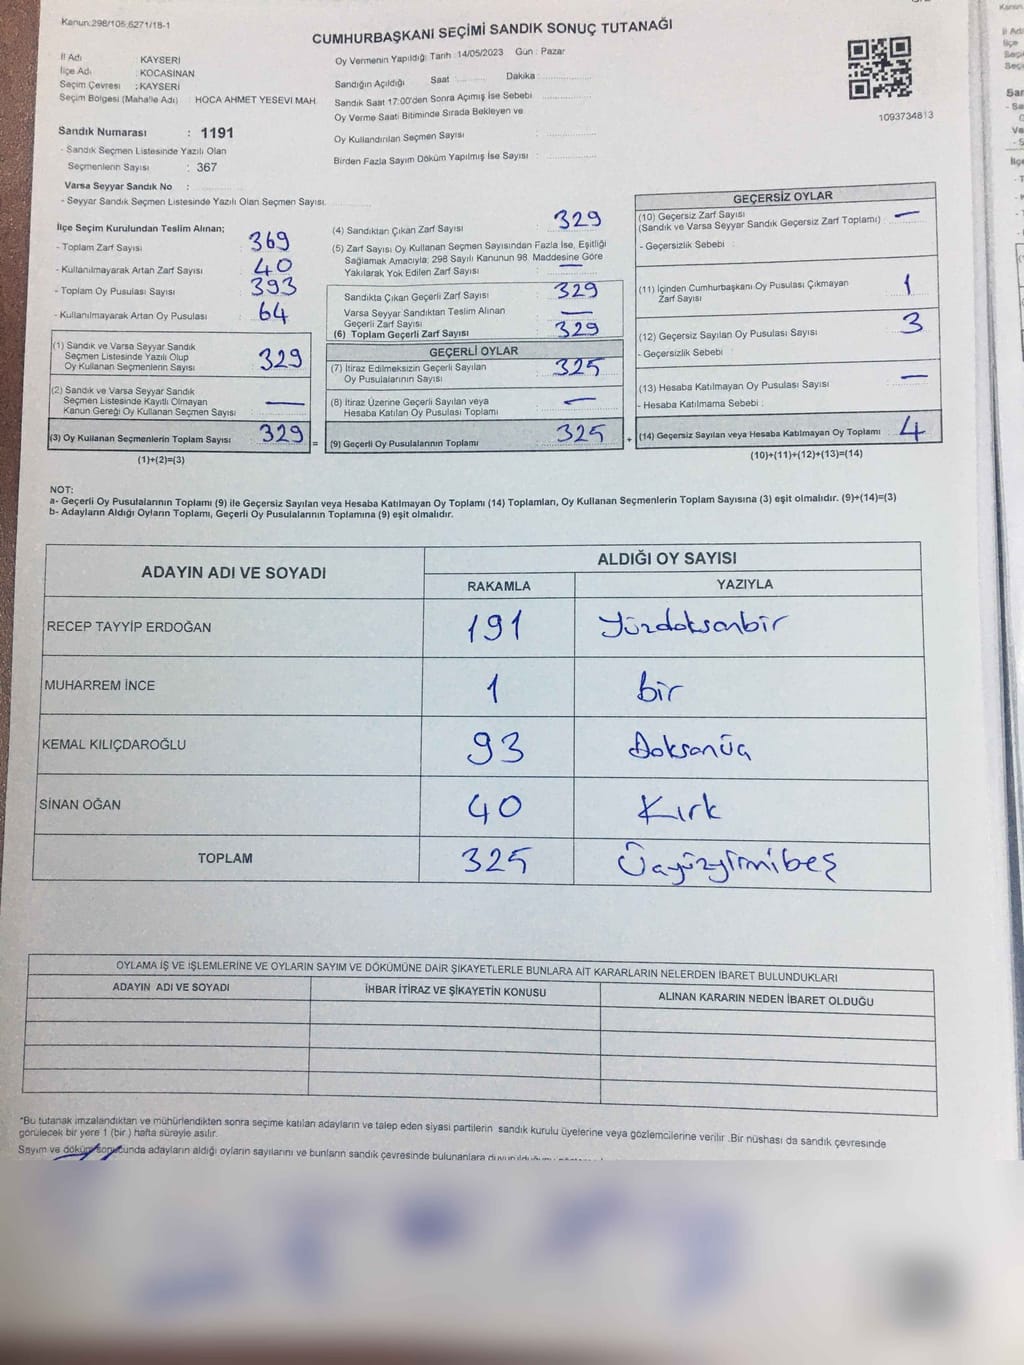 Kanun:298/105,6271/18-1
CUMHURBAŞKANI SEÇİMİ SANDIK SONUÇ TUTANAĞI
İl Adı KAYSERİ
İlçe Adı : KOCASİNAN
Seçim Çevresi : KAYSERİ
Seçim Bölgesi (Mahalle Adı) : HOCA AHMET YESEVİ MAH.
Sandık Numarası : 1191
- Sandık Seçmen Listesinde Yazılı Olan
Seçmenlerin Sayısı : 367
Varsa Seyyar Sandık No :
- Seyyar Sandık Seçmen Listesinde Yazılı Olan Seçmen Sayısı.
Oy Vermenin Yapıldığı: Tarih :14/05/2023 Gün : Pazar
Sandığın Açıldığı Saat Dakika :
Sandık Saat 17:00'den Sonra Açımış İse Sebebi
Oy Verme Saati Bitiminde Sırada Bekleyen ve
Oy Kullandırılan Seçmen Sayısı :
Birden Fazla Sayım Döküm Yapılmış İse Sayısı :
1093734813
İlçe Seçim Kurulundan Teslim Alınan;
- Toplam Zarf Sayısı 369
- Kullanılmayarak Artan Zarf Sayısı 40
- Toplam Oy Pusulası Sayısı 393
- Kullanılmayarak Artan Oy Pusulası 64
(1) Sandık ve Varsa Seyyar Sandık
Seçmen Listesinde Yazılı Olup
Oy Kullanan Seçmenlerin Sayısı 329
(2) Sandık ve Varsa Seyyar Sandık
Seçmen Listesinde Kayıtlı Olmayan
Kanun Gereği Oy Kullanan Seçmen Sayısı —
(3) Oy Kullanan Seçmenlerin Toplam Sayısı 329 =
(1)+(2)=(3)
(4) Sandıktan Çıkan Zarf Sayısı 329
(5) Zarf Sayısı Oy Kullanan Seçmen Sayısından Fazla İse, Eşitliği
Sağlamak Amacıyla; 298 Sayılı Kanunun 98. Maddesine Göre
Yakılarak Yok Edilen Zarf Sayısı —
Sandıkta Çıkan Geçerli Zarf Sayısı 329
Varsa Seyyar Sandıktan Teslim Alınan
Geçerli Zarf Sayısı —
(6) Toplam Geçerli Zarf Sayısı 329
GEÇERLİ OYLAR
(7) İtiraz Edilmeksizin Geçerli Sayılan
Oy Pusulalarının Sayısı 325
(8) İtiraz Üzerine Geçerli Sayılan veya
Hesaba Katılan Oy Pusulası Toplamı —
(9) Geçerli Oy Pusulalarının Toplamı 325 +
GEÇERSİZ OYLAR
(10) Geçersiz Zarf Sayısı
(Sandık ve Varsa Seyyar Sandık Geçersiz Zarf Toplamı) : —
- Geçersizlik Sebebi :
(11) İçinden Cumhurbaşkanı Oy Pusulası Çıkmayan
Zarf Sayısı 1
(12) Geçersiz Sayılan Oy Pusulası Sayısı 3
- Geçersizlik Sebebi :
(13) Hesaba Katılmayan Oy Pusulası Sayısı —
- Hesaba Katılmama Sebebi :
(14) Geçersiz Sayılan veya Hesaba Katılmayan Oy Toplamı 4
(10)+(11)+(12)+(13)=(14)
NOT:
a- Geçerli Oy Pusulalarının Toplamı (9) ile Geçersiz Sayılan veya Hesaba Katılmayan Oy Toplamı (14) Toplamları, Oy Kullanan Seçmenlerin Toplam Sayısına (3) eşit olmalıdır. (9)+(14)=(3)
b- Adayların Aldığı Oyların Toplamı, Geçerli Oy Pusulalarının Toplamına (9) eşit olmalıdır.
ADAYIN ADI VE SOYADI ALDIĞI OY SAYISI
RAKAMLA YAZIYLA
RECEP TAYYİP ERDOĞAN 191 Yüzdoksanbir
MUHARREM İNCE 1 bir
KEMAL KILIÇDAROĞLU 93 Doksanüç
SİNAN OĞAN 40 Kırk
TOPLAM 325 Üçyüzyirmibeş
OYLAMA İŞ VE İŞLEMLERİNE VE OYLARIN SAYIM VE DÖKÜMÜNE DAİR ŞİKAYETLERLE BUNLARA AİT KARARLARIN NELERDEN İBARET BULUNDUKLARI
ADAYIN ADI VE SOYADI İHBAR İTİRAZ VE ŞİKAYETİN KONUSU ALINAN KARARIN NEDEN İBARET OLDUĞU
*Bu tutanak imzalandıktan ve mühürlendikten sonra seçime katılan adayların ve talep eden siyasi partilerin sandık kurulu üyelerine veya gözlemcilerine verilir .Bir nüshası da sandık çevresinde
görülecek bir yere 1 (bir ) hafta süreyle asılır.
Sayım ve döküm sonucunda adayların aldığı oyların sayılarını ve bunların sandık çevresinde bulunanlara